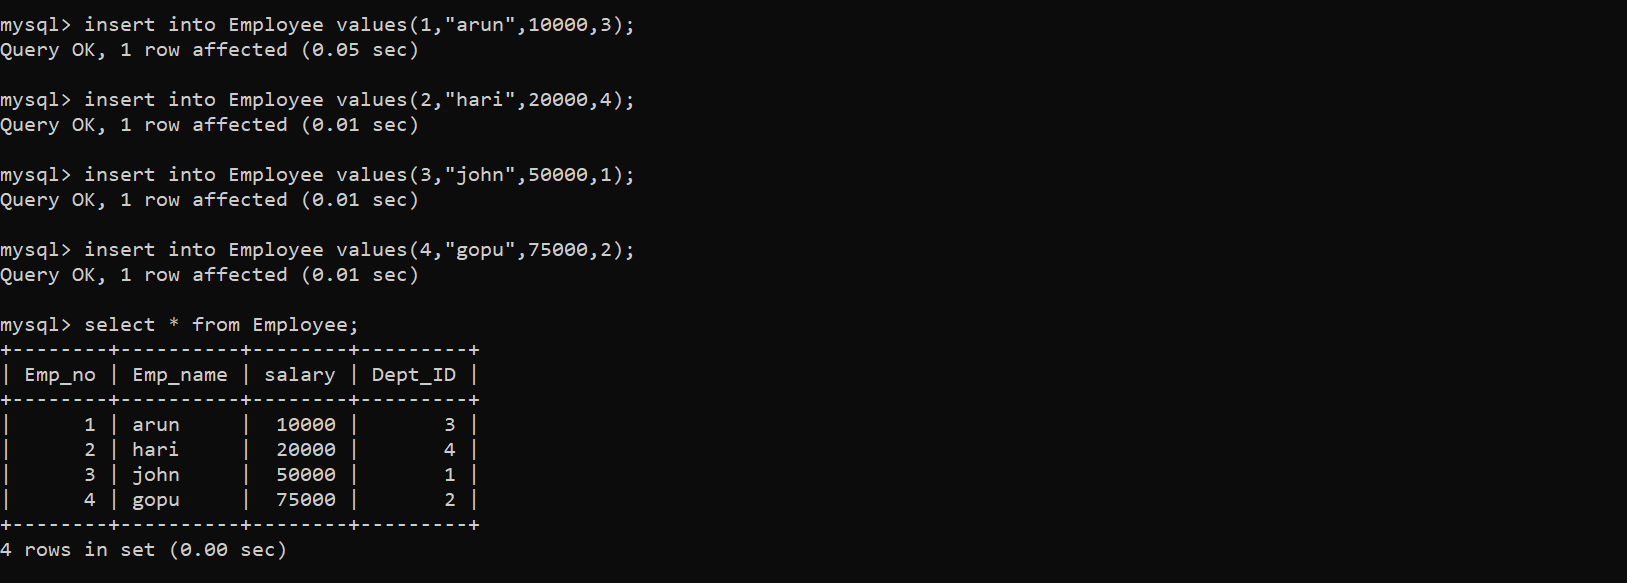 mysql> insert into Employee values(1,"arun",10000,3);
Query OK, 1 row affected (0.05 sec)

mysql> insert into Employee values(2,"hari",20000,4);
Query OK, 1 row affected (0.01 sec)

mysql> insert into Employee values(3,"john",50000,1);
Query OK, 1 row affected (0.01 sec)

mysql> insert into Employee values(4,"gopu",75000,2);
Query OK, 1 row affected (0.01 sec)

mysql> select * from Employee;
+--------+----------+--------+---------+
| Emp_no | Emp_name | salary | Dept_ID |
+--------+----------+--------+---------+
|      1 | arun     |  10000 |       3 |
|      2 | hari     |  20000 |       4 |
|      3 | john     |  50000 |       1 |
|      4 | gopu     |  75000 |       2 |
+--------+----------+--------+---------+
4 rows in set (0.00 sec)